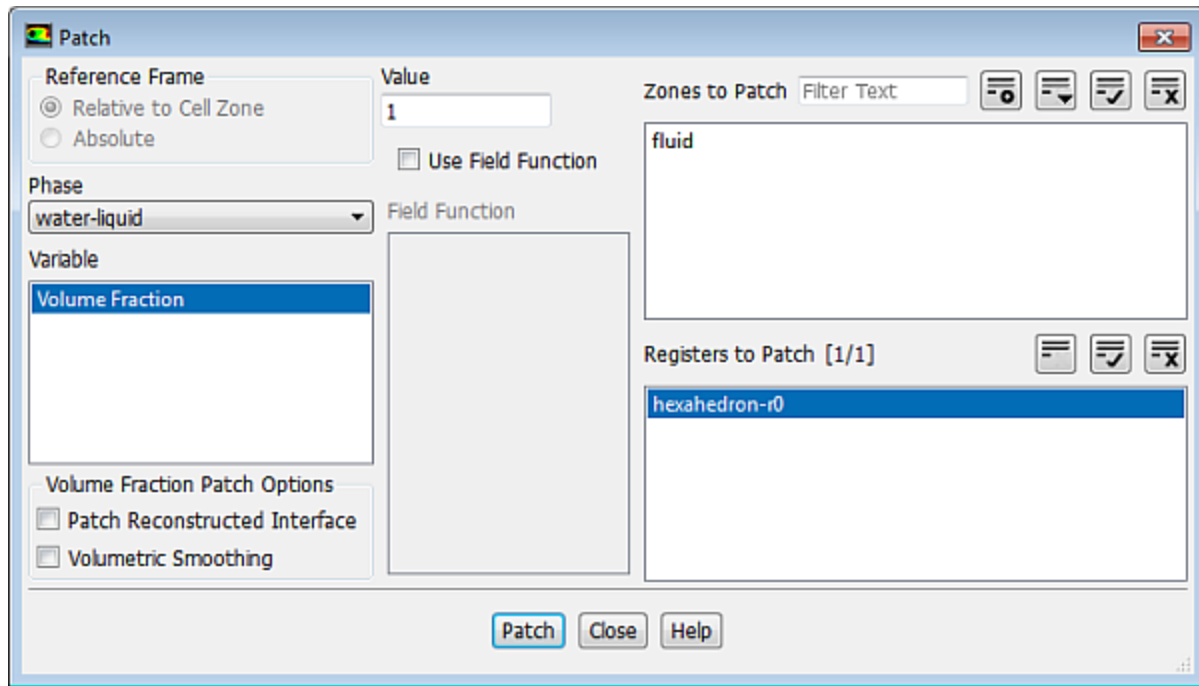 Patch
Reference Frame
Relative to Cell Zone
Absolute
Phase
water-liquid
Variable
Volume Fraction
Volume Fraction Patch Options
Patch Reconstructed Interface
Volumetric Smoothing
Value
1
Use Field Function
Field Function
Zones to Patch Filter Text
fluid
Registers to Patch [1/1]
hexahedron-r0
Patch Close Help